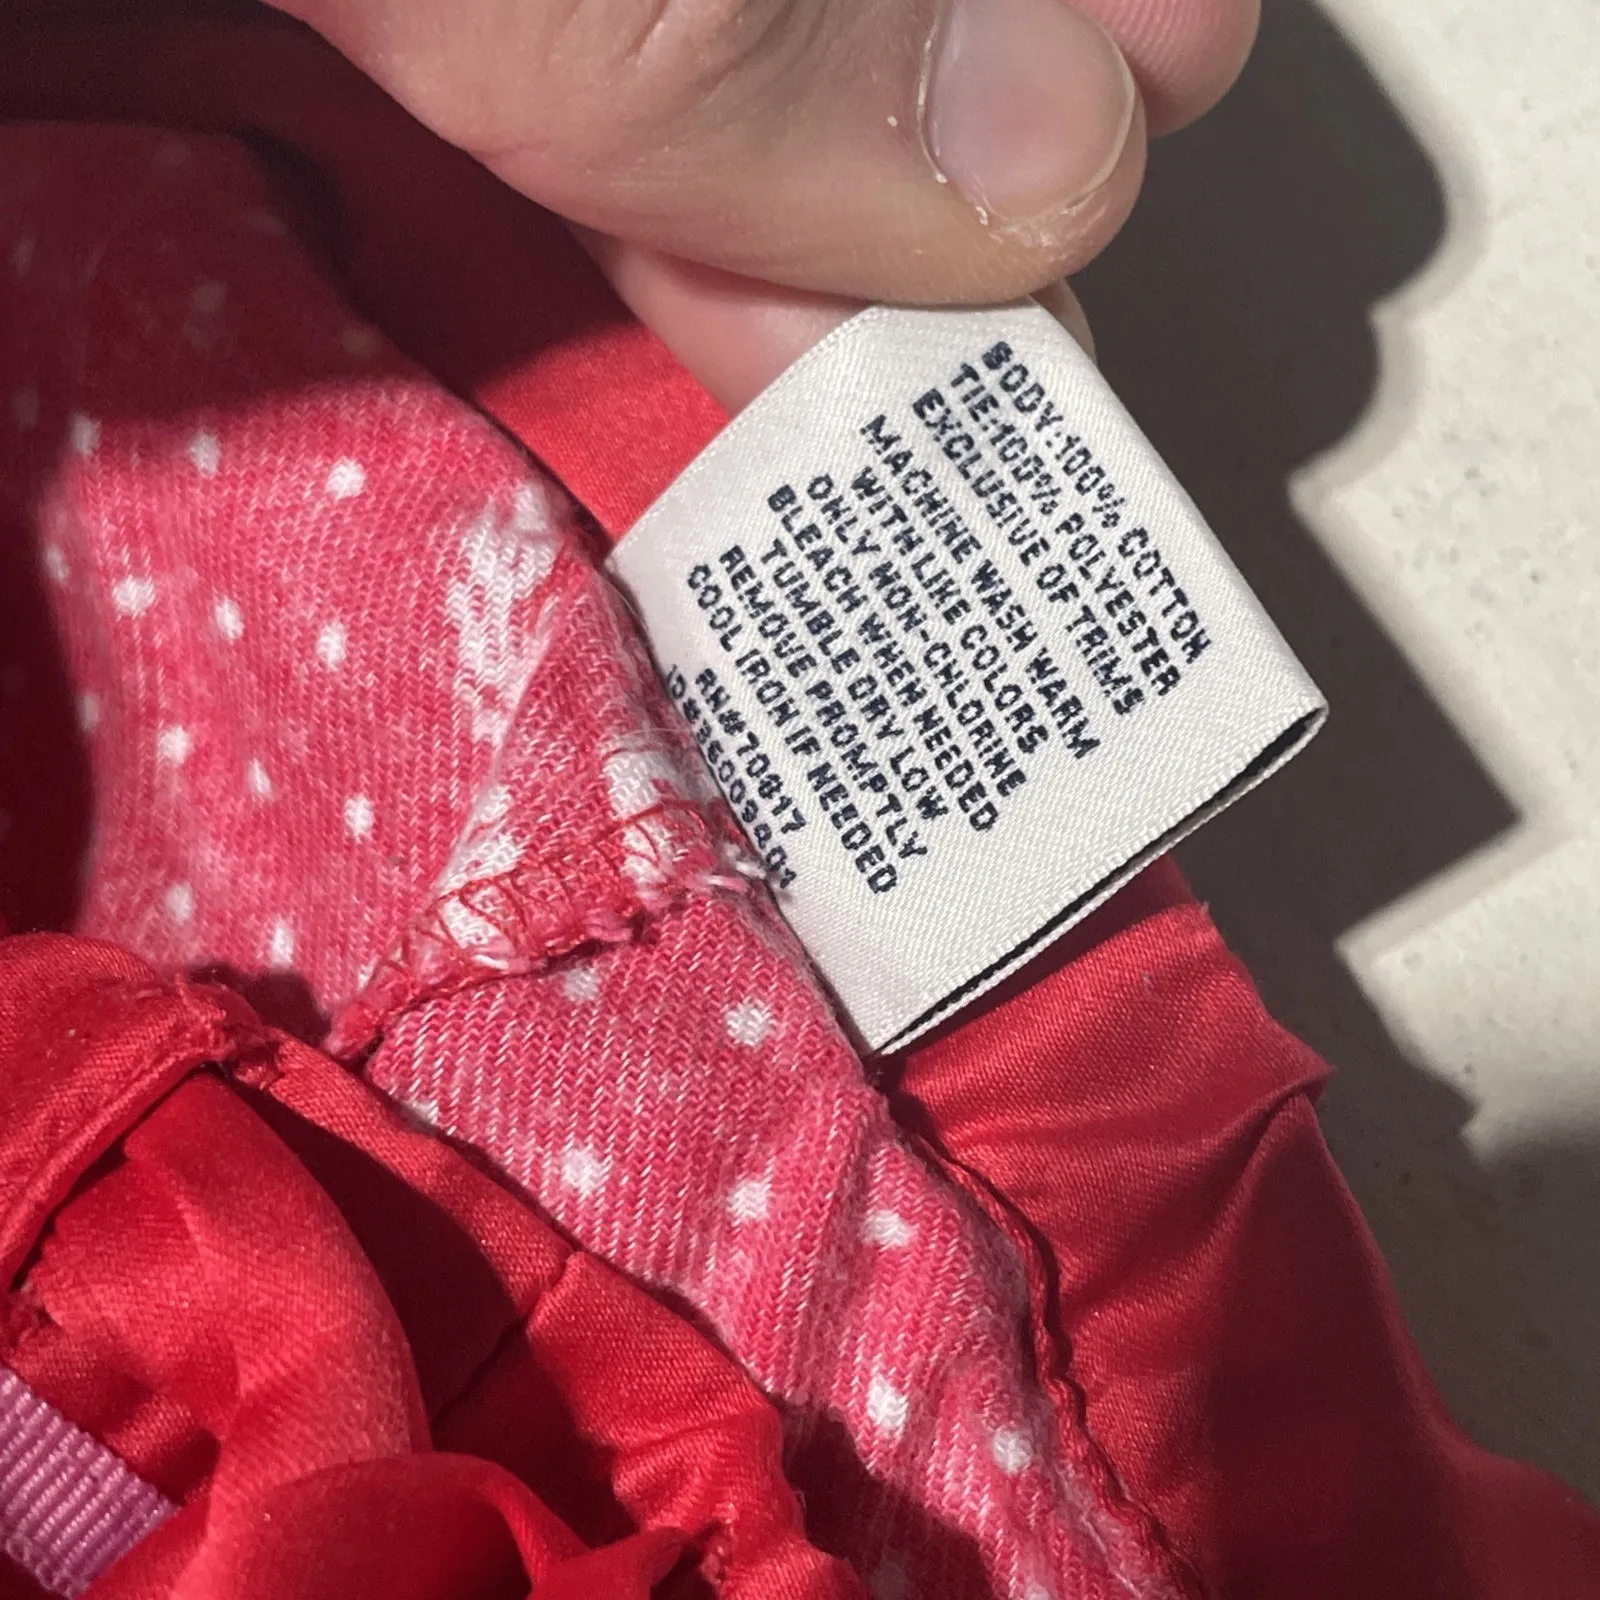 BODY:100% COTTON
TIE:100% POLYESTER
EXCLUSIVE OF TRIMS
MACHINE WASH WARM
WITH LIKE COLORS
ONLY NON-CHLORINE
BLEACH WHEN NEEDED
TUMBLE DRY LOW
REMOVE PROMPTLY
COOL IRON IF NEEDED
RN#70817